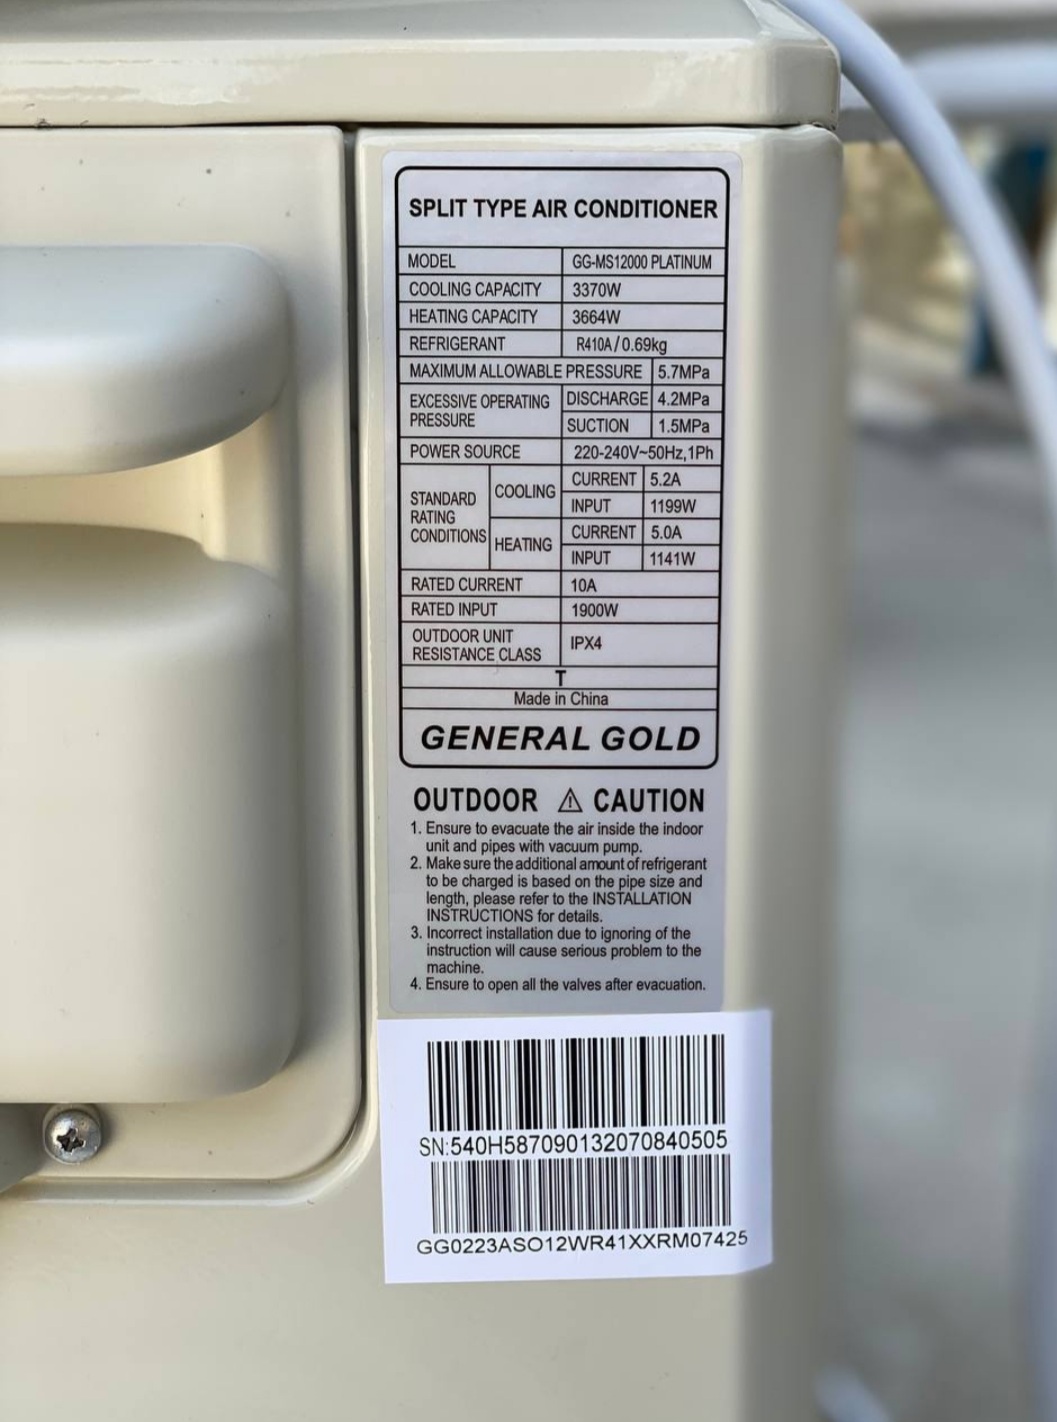 SPLIT TYPE AIR CONDITIONER
MODEL GG-MS12000 PLATINUM
COOLING CAPACITY 3370W
HEATING CAPACITY 3664W
REFRIGERANT R410A/0.69kg
MAXIMUM ALLOWABLE PRESSURE 5.7MPa
EXCESSIVE OPERATING PRESSURE DISCHARGE 4.2MPa
SUCTION 1.5MPa
POWER SOURCE 220-240V~50Hz,1Ph
STANDARD RATING CONDITIONS COOLING CURRENT 5.2A
INPUT 1199W
HEATING CURRENT 5.0A
INPUT 1141W
RATED CURRENT 10A
RATED INPUT 1900W
OUTDOOR UNIT RESISTANCE CLASS IPX4
T
Made in China
GENERAL GOLD
OUTDOOR ⚠ CAUTION
1. Ensure to evacuate the air inside the indoor
unit and pipes with vacuum pump.
2. Make sure the additional amount of refrigerant
to be charged is based on the pipe size and
length, please refer to the INSTALLATION
INSTRUCTIONS for details.
3. Incorrect installation due to ignoring of the
instruction will cause serious problem to the
machine.
4. Ensure to open all the valves after evacuation.
SN:540H587090132070840505
GG0223ASO12WR41XXRM07425